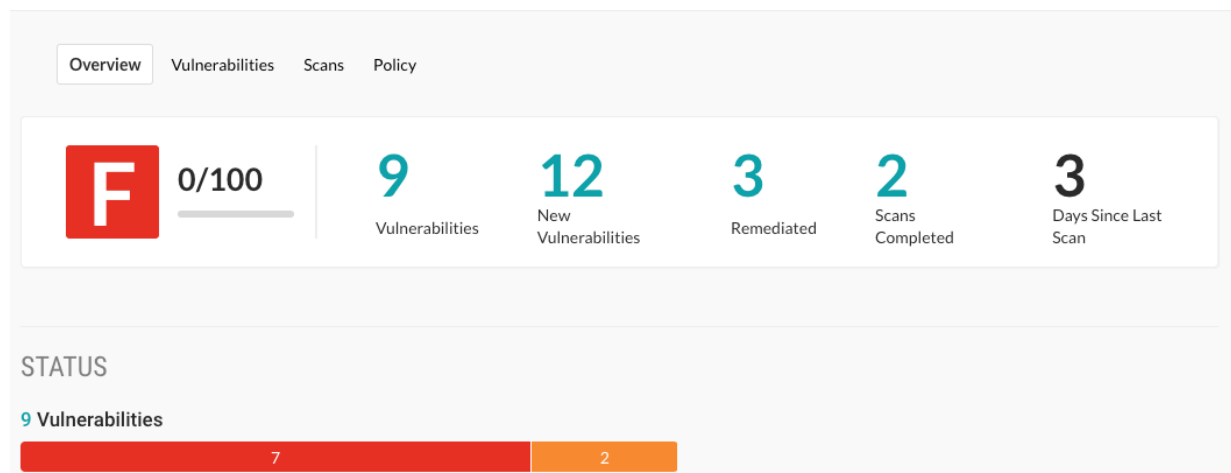 Overview Vulnerabilities Scans Policy
F 0/100
9 12 3 2 3
Vulnerabilities New Vulnerabilities Remediated Scans Completed Days Since Last Scan
STATUS
9 Vulnerabilities
7 2